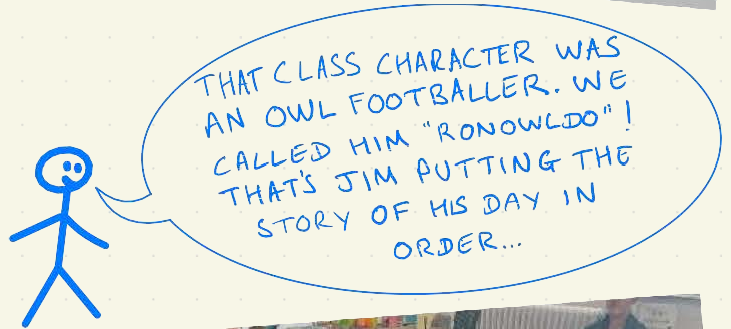 THAT CLASS CHARACTER WAS
AN OWL FOOTBALLER. WE
CALLED HIM "RONOWLDO"!
THAT'S JIM PUTTING THE
STORY OF HIS DAY IN
ORDER...